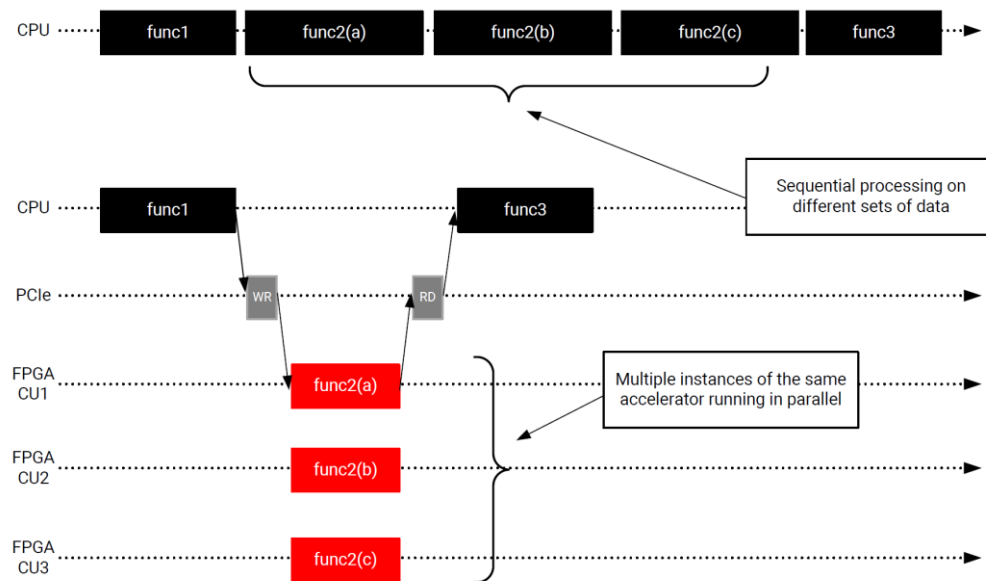 CPU
func1
func2(a)
func2(b)
func2(c)
func3
Sequential processing on
different sets of data
CPU
func1
func3
PCIe
WR
RD
FPGA
CU1
func2(a)
Multiple instances of the same
accelerator running in parallel
FPGA
CU2
func2(b)
FPGA
CU3
func2(c)